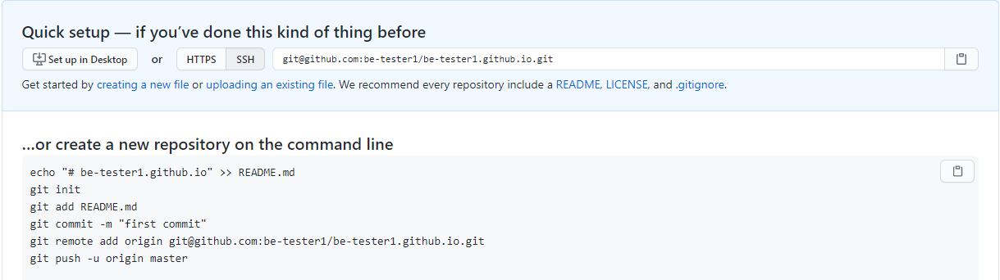 Quick setup — if you’ve done this kind of thing before
Set up in Desktop or HTTPS SSH git@github.com:be-tester1/be-tester1.github.io.git
Get started by creating a new file or uploading an existing file. We recommend every repository include a README, LICENSE, and .gitignore.
…or create a new repository on the command line
echo "# be-tester1.github.io" >> README.md
git init
git add README.md
git commit -m "first commit"
git remote add origin git@github.com:be-tester1/be-tester1.github.io.git
git push -u origin master